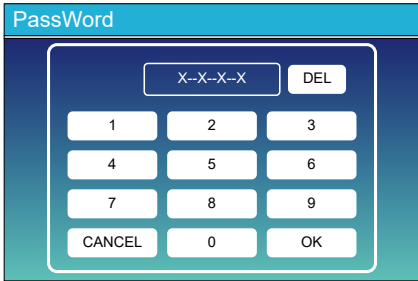 PassWord
X--X--X--X DEL
1 2 3
4 5 6
7 8 9
CANCEL 0 OK